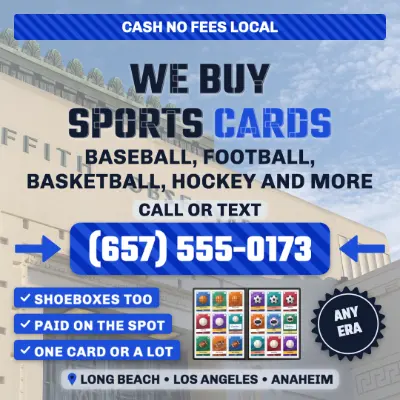 CASH NO FEES LOCAL
WE BUY
SPORTS CARDS
BASEBALL, FOOTBALL,
BASKETBALL, HOCKEY AND MORE
CALL OR TEXT
(657) 555-0173
SHOEBOXES TOO
PAID ON THE SPOT
ONE CARD OR A LOT
ANY
ERA
LONG BEACH • LOS ANGELES • ANAHEIM